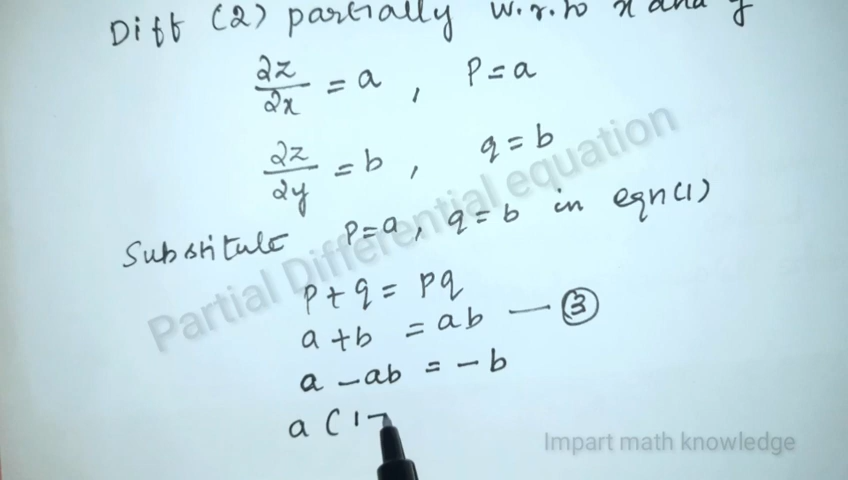 Diff (2) partially w.r.to x and y
∂z/∂x = a , P = a
∂z/∂y = b , q = b
Substitute P=a, q=b in eqn(1)
P + q = Pq
a + b = ab — ③
a - ab = - b
a (1-
Partial Differential equation
Impart math knowledge